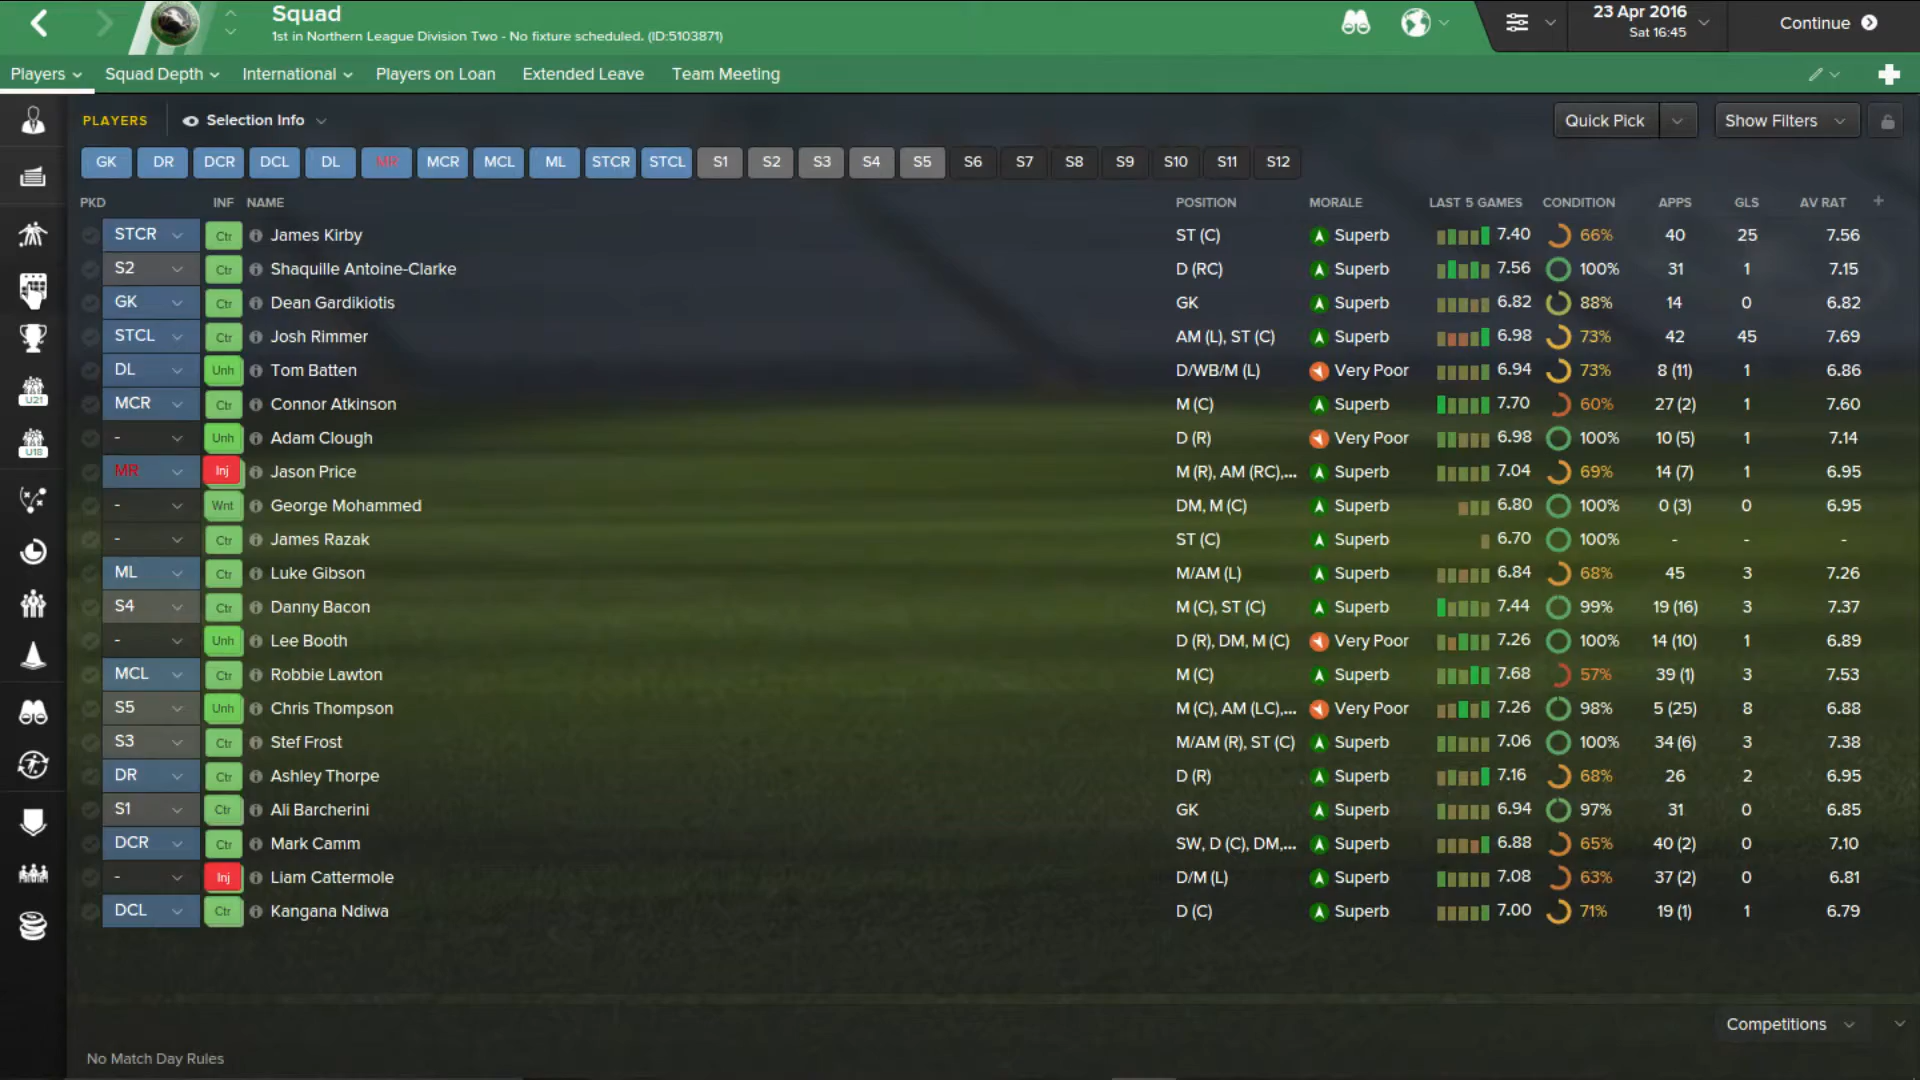 Squad
1st in Northern League Division Two - No fixture scheduled. (ID:5103871)
23 Apr 2016
Sat 16:45
Continue
Players Squad Depth International Players on Loan Extended Leave Team Meeting
PLAYERS Selection Info Quick Pick Show Filters
GK DR DCR DCL DL MR MCR MCL ML STCR STCL S1 S2 S3 S4 S5 S6 S7 S8 S9 S10 S11 S12
PKD INF NAME POSITION MORALE LAST 5 GAMES CONDITION APPS GLS AV RAT +
STCR Ctr James Kirby ST (C) Superb 7.40 66% 40 25 7.56
S2 Ctr Shaquille Antoine-Clarke D (RC) Superb 7.56 100% 31 1 7.15
GK Ctr Dean Gardikiotis GK Superb 6.82 88% 14 0 6.82
STCL Ctr Josh Rimmer AM (L), ST (C) Superb 6.98 73% 42 45 7.69
DL Unh Tom Batten D/WB/M (L) Very Poor 6.94 73% 8 (11) 1 6.86
MCR Ctr Connor Atkinson M (C) Superb 7.70 60% 27 (2) 1 7.60
- Unh Adam Clough D (R) Very Poor 6.98 100% 10 (5) 1 7.14
MR Inj Jason Price M (R), AM (RC),... Superb 7.04 69% 14 (7) 1 6.95
- Wnt George Mohammed DM, M (C) Superb 6.80 100% 0 (3) 0 6.95
- Ctr James Razak ST (C) Superb 6.70 100% - - -
ML Ctr Luke Gibson M/AM (L) Superb 6.84 68% 45 3 7.26
S4 Ctr Danny Bacon M (C), ST (C) Superb 7.44 99% 19 (16) 3 7.37
- Unh Lee Booth D (R), DM, M (C) Very Poor 7.26 100% 14 (10) 1 6.89
MCL Ctr Robbie Lawton M (C) Superb 7.68 57% 39 (1) 3 7.53
S5 Unh Chris Thompson M (C), AM (LC),... Very Poor 7.26 98% 5 (25) 8 6.88
S3 Ctr Stef Frost M/AM (R), ST (C) Superb 7.06 100% 34 (6) 3 7.38
DR Ctr Ashley Thorpe D (R) Superb 7.16 68% 26 2 6.95
S1 Ctr Ali Barcherini GK Superb 6.94 97% 31 0 6.85
DCR Ctr Mark Camm SW, D (C), DM,... Superb 6.88 65% 40 (2) 0 7.10
- Inj Liam Cattermole D/M (L) Superb 7.08 63% 37 (2) 0 6.81
DCL Ctr Kangana Ndiwa D (C) Superb 7.00 71% 19 (1) 1 6.79
U21
U18
Competitions
No Match Day Rules